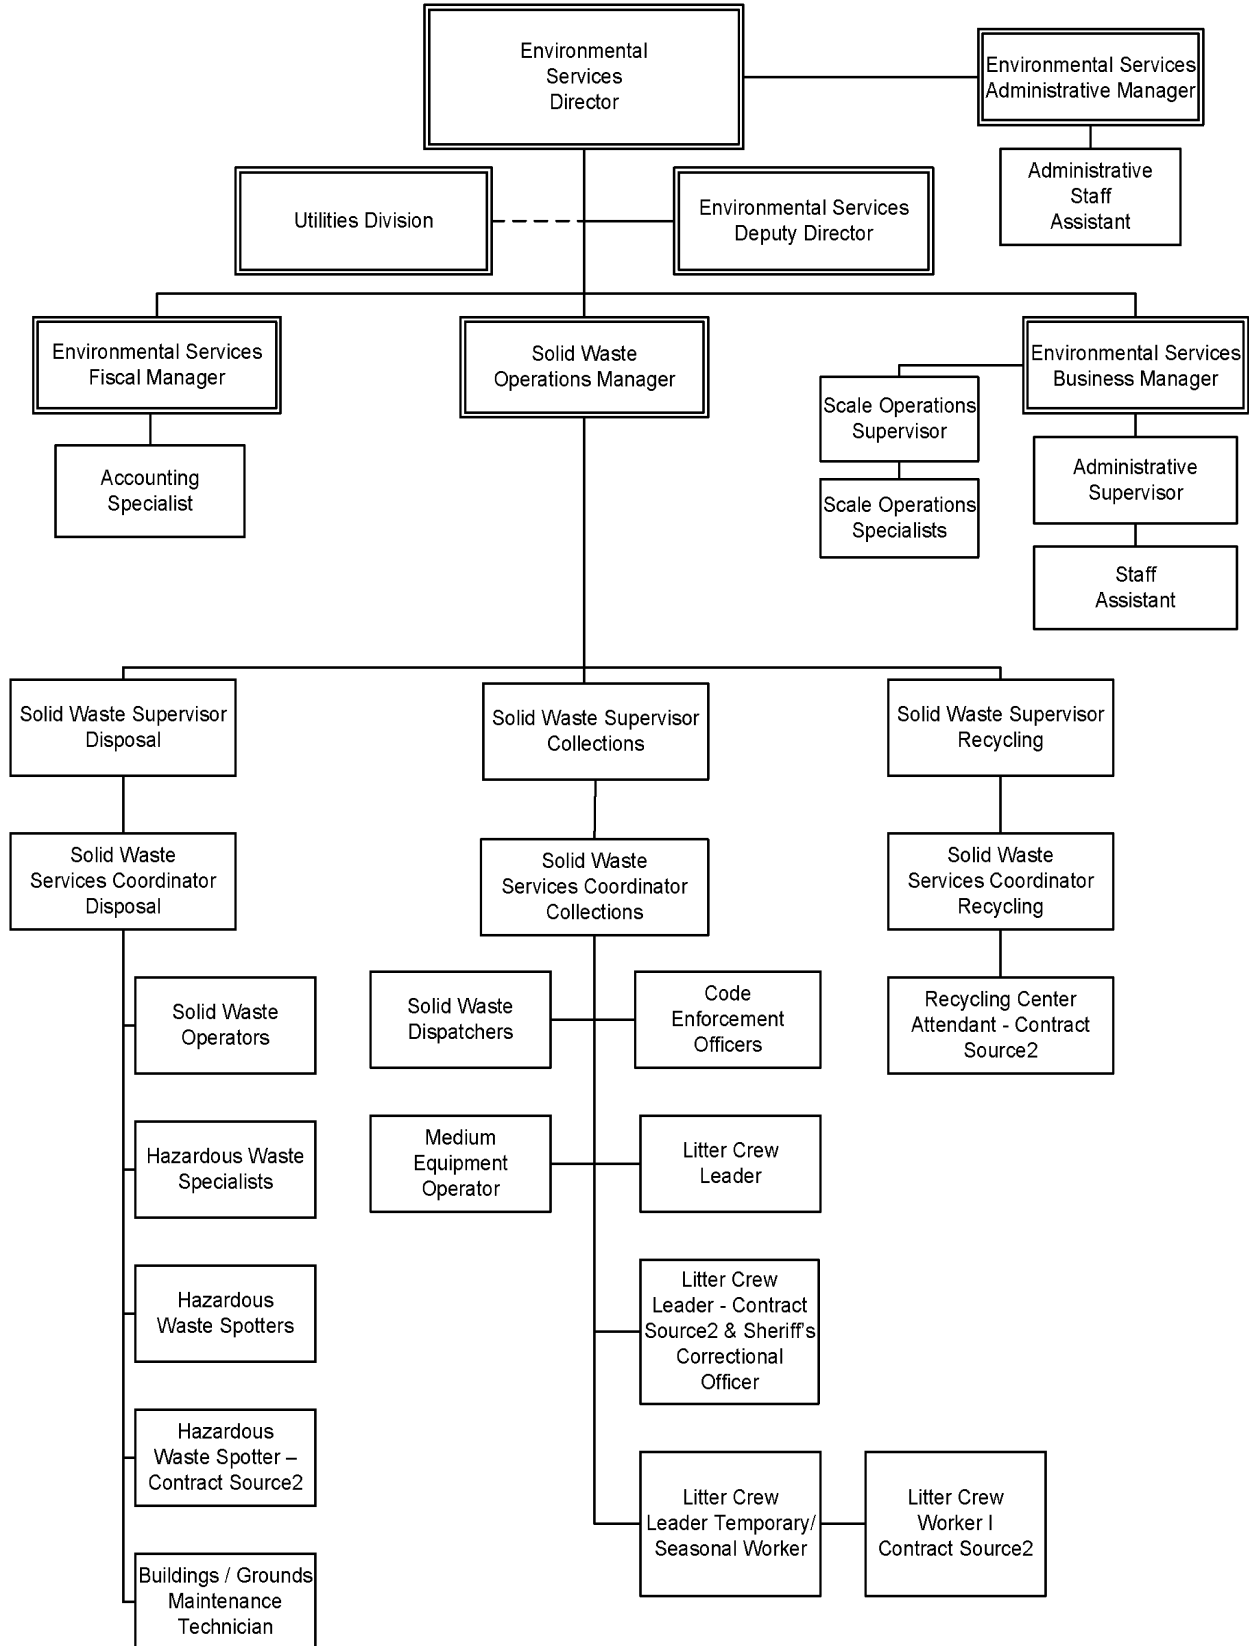 Environmental
Services
Director
Environmental Services
Administrative Manager
Administrative
Staff
Assistant
Utilities Division
Environmental Services
Deputy Director
Environmental Services
Fiscal Manager
Solid Waste
Operations Manager
Environmental Services
Business Manager
Scale Operations
Supervisor
Accounting
Specialist
Administrative
Supervisor
Scale Operations
Specialists
Staff
Assistant
Solid Waste Supervisor
Disposal
Solid Waste Supervisor
Collections
Solid Waste Supervisor
Recycling
Solid Waste
Services Coordinator
Disposal
Solid Waste
Services Coordinator
Collections
Solid Waste
Services Coordinator
Recycling
Solid Waste
Operators
Solid Waste
Dispatchers
Code
Enforcement
Officers
Recycling Center
Attendant - Contract
Source2
Hazardous Waste
Specialists
Medium
Equipment
Operator
Litter Crew
Leader
Hazardous
Waste Spotters
Litter Crew
Leader - Contract
Source2 & Sheriff's
Correctional
Officer
Hazardous
Waste Spotter –
Contract Source2
Litter Crew
Leader Temporary/
Seasonal Worker
Litter Crew
Worker I
Contract Source2
Buildings / Grounds
Maintenance
Technician